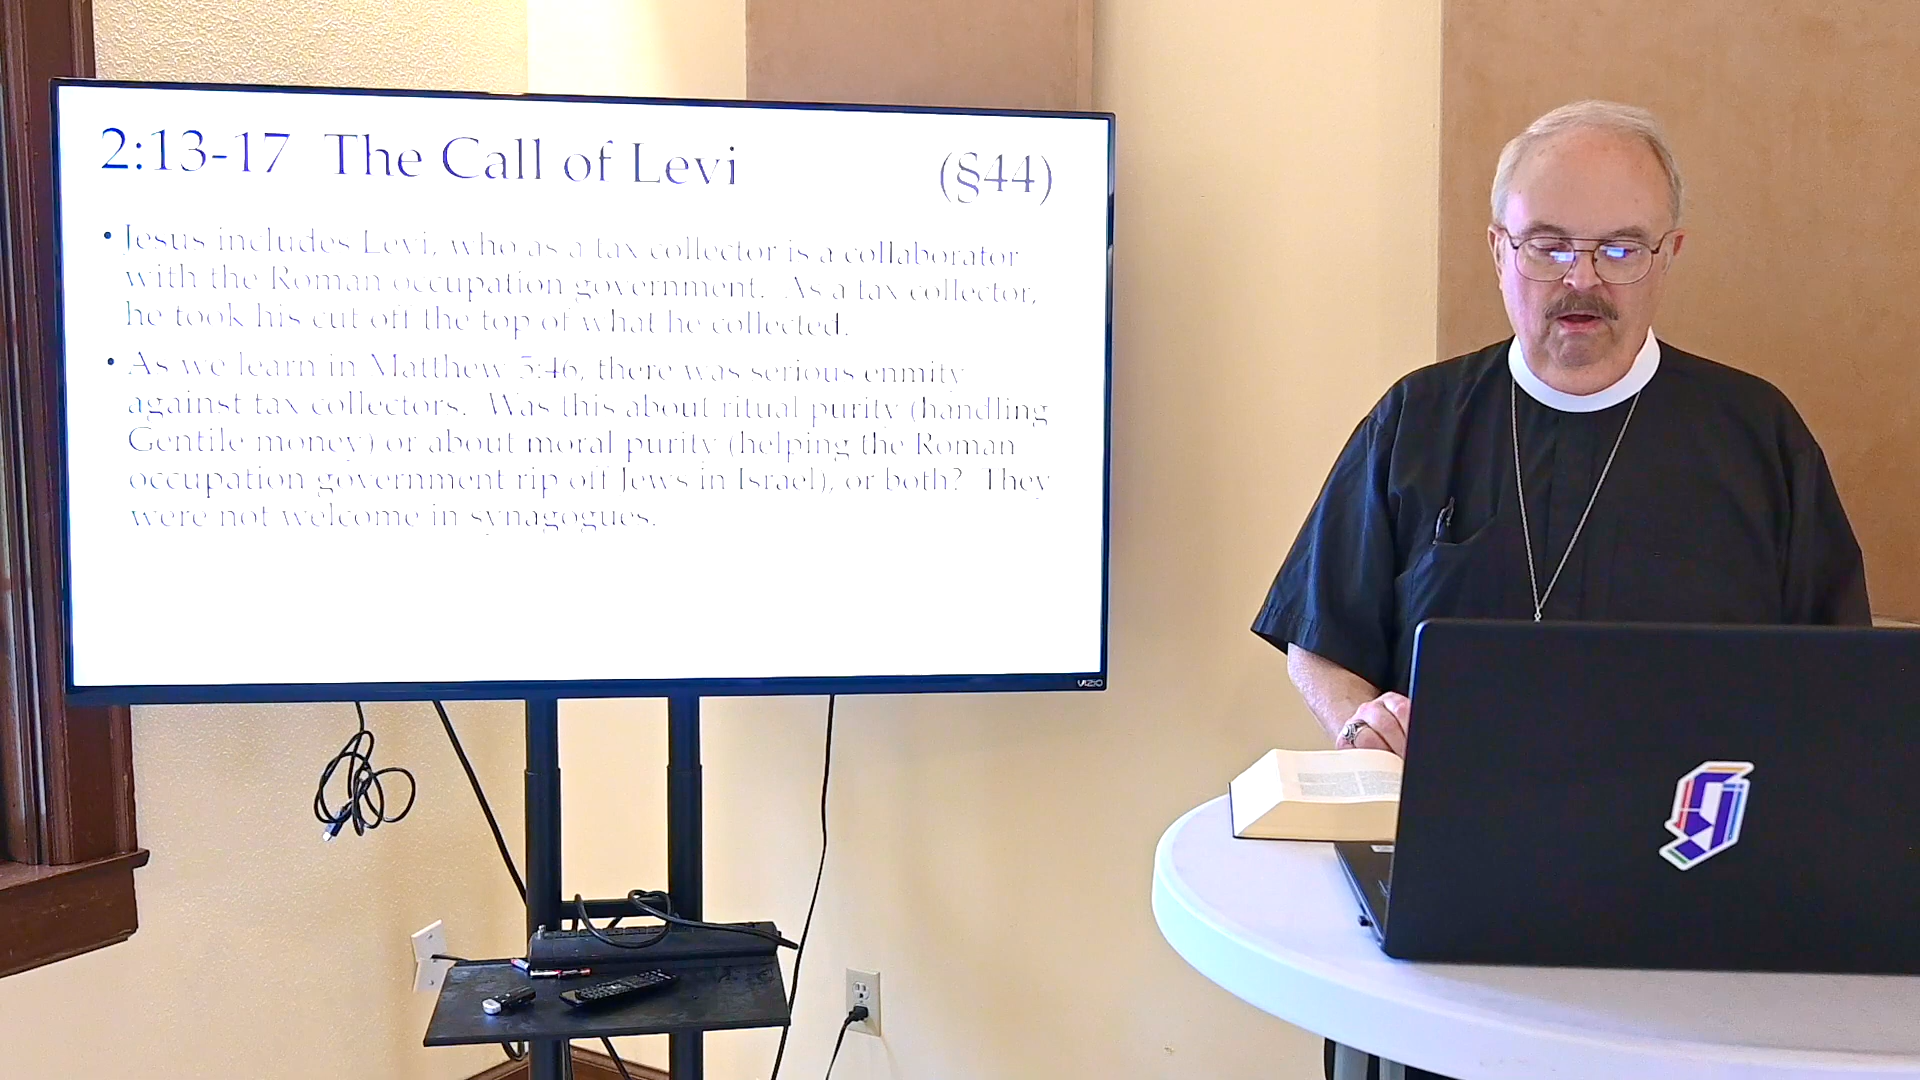 2:13-17 The Call of Levi (§44)
• Jesus includes Levi, who as a tax collector is a collaborator
with the Roman occupation government. As a tax collector,
he took his cut off the top of what he collected.
• As we learn in Matthew 5:46, there was serious enmity
against tax collectors. Was this about ritual purity (handling
Gentile money) or about moral purity (helping the Roman
occupation government rip off Jews in Israel), or both? They
were not welcome in synagogues.
VIZIO